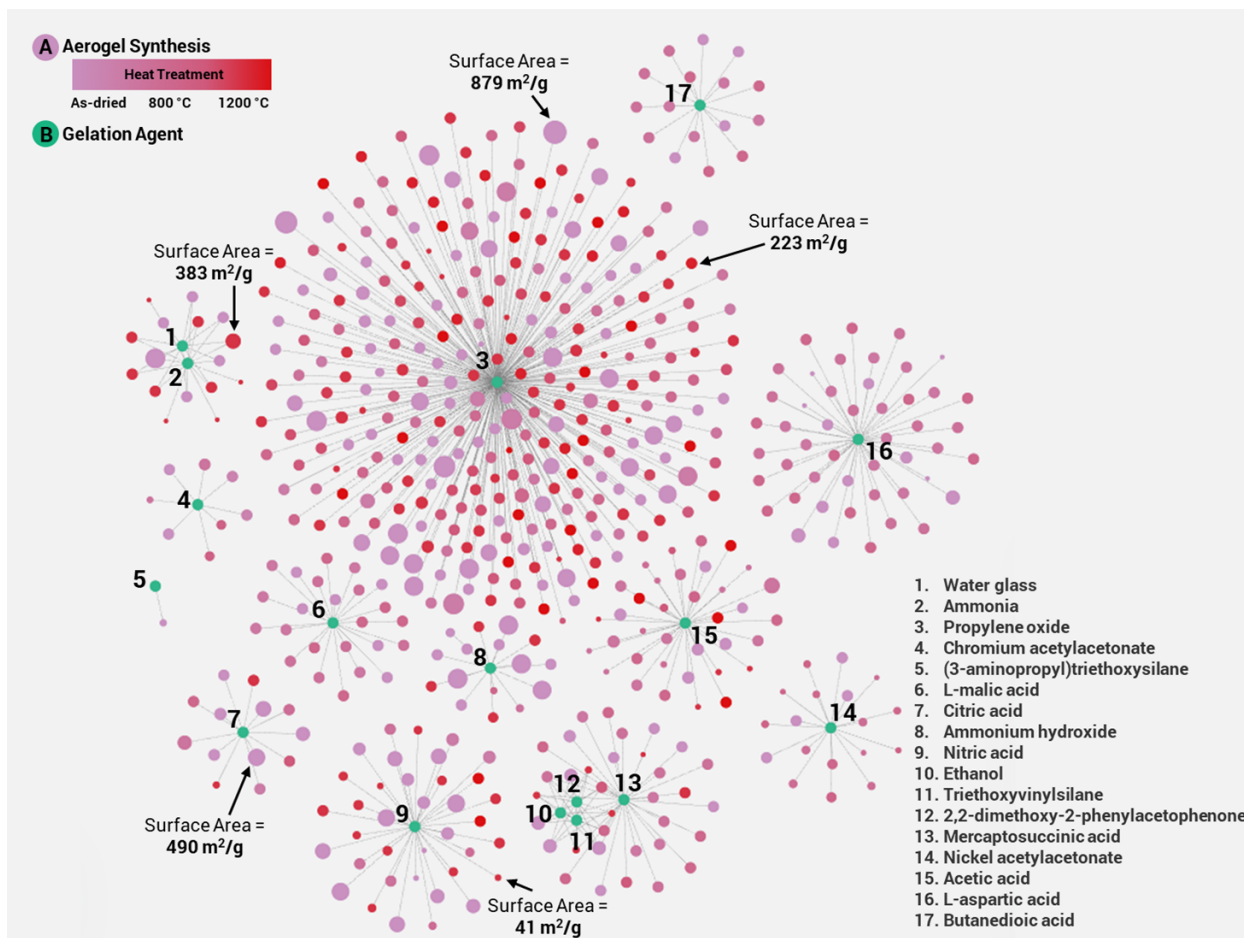 A Aerogel Synthesis
Heat Treatment
As-dried 800 °C 1200 °C
B Gelation Agent
Surface Area =
879 m²/g
17
Surface Area =
223 m²/g
Surface Area =
383 m²/g
1
2
3
16
4
5
6
15
8
7
14
12
13
10
9
11
Surface Area =
490 m²/g
Surface Area =
41 m²/g
1. Water glass
2. Ammonia
3. Propylene oxide
4. Chromium acetylacetonate
5. (3-aminopropyl)triethoxysilane
6. L-malic acid
7. Citric acid
8. Ammonium hydroxide
9. Nitric acid
10. Ethanol
11. Triethoxyvinylsilane
12. 2,2-dimethoxy-2-phenylacetophenone
13. Mercaptosuccinic acid
14. Nickel acetylacetonate
15. Acetic acid
16. L-aspartic acid
17. Butanedioic acid